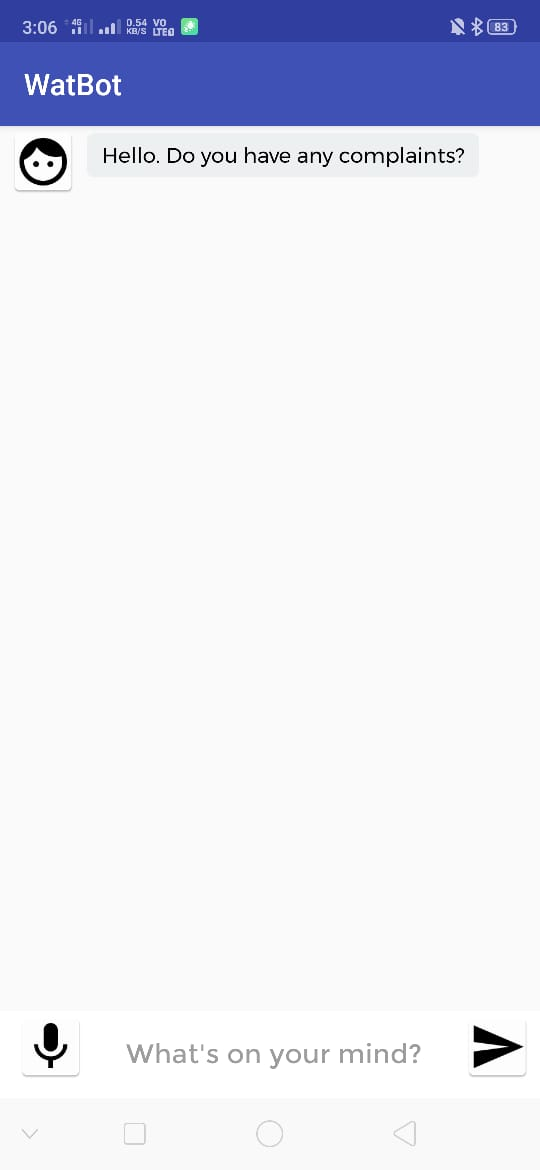 3:06 4G 0.54 KB/S VO LTE 83
WatBot
Hello. Do you have any complaints?
What's on your mind?